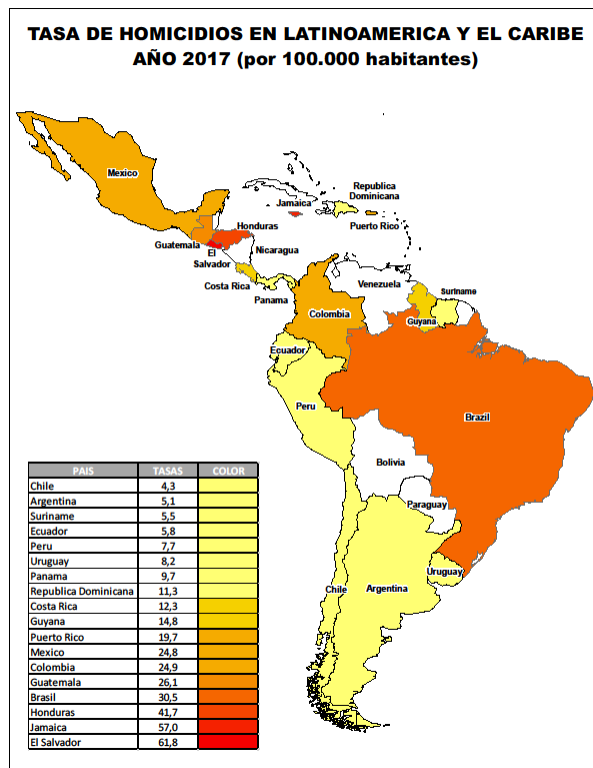 TASA DE HOMICIDIOS EN LATINOAMERICA Y EL CARIBE
AÑO 2017 (por 100.000 habitantes)
Mexico
Republica
Dominicana
Jamaica
Puerto Rico
Honduras
Guatemala
El
Salvador
Nicaragua
Costa Rica
Panama
Venezuela
Suriname
Guyana
Colombia
Ecuador
Peru
Brazil
Bolivia
Paraguay
Uruguay
Chile
Argentina
PAIS TASAS COLOR
Chile 4,3
Argentina 5,1
Suriname 5,5
Ecuador 5,8
Peru 7,7
Uruguay 8,2
Panama 9,7
Republica Dominicana 11,3
Costa Rica 12,3
Guyana 14,8
Puerto Rico 19,7
Mexico 24,8
Colombia 24,9
Guatemala 26,1
Brasil 30,5
Honduras 41,7
Jamaica 57,0
El Salvador 61,8